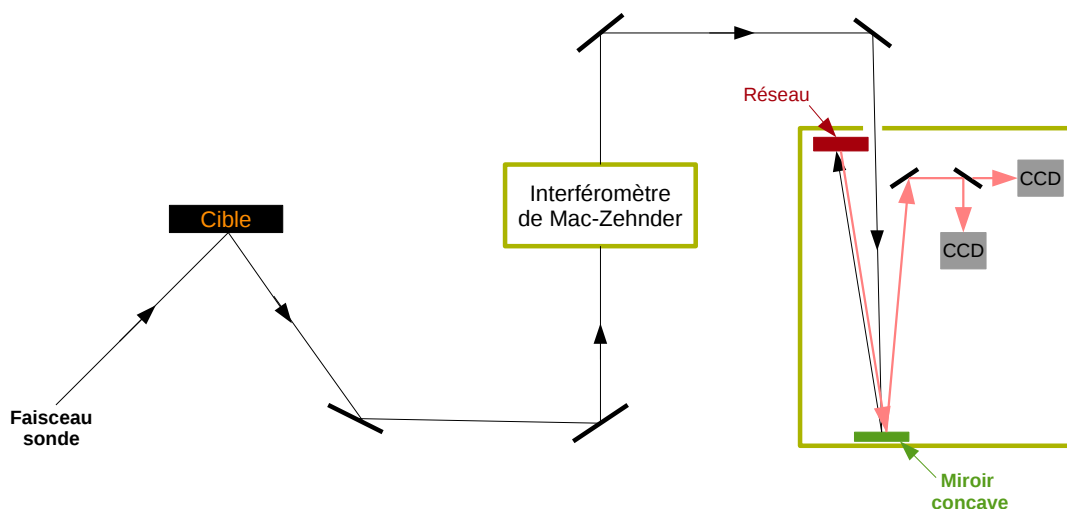 Réseau
Cible
Interféromètre
de Mac-Zehnder
CCD
CCD
Faisceau
sonde
Miroir
concave